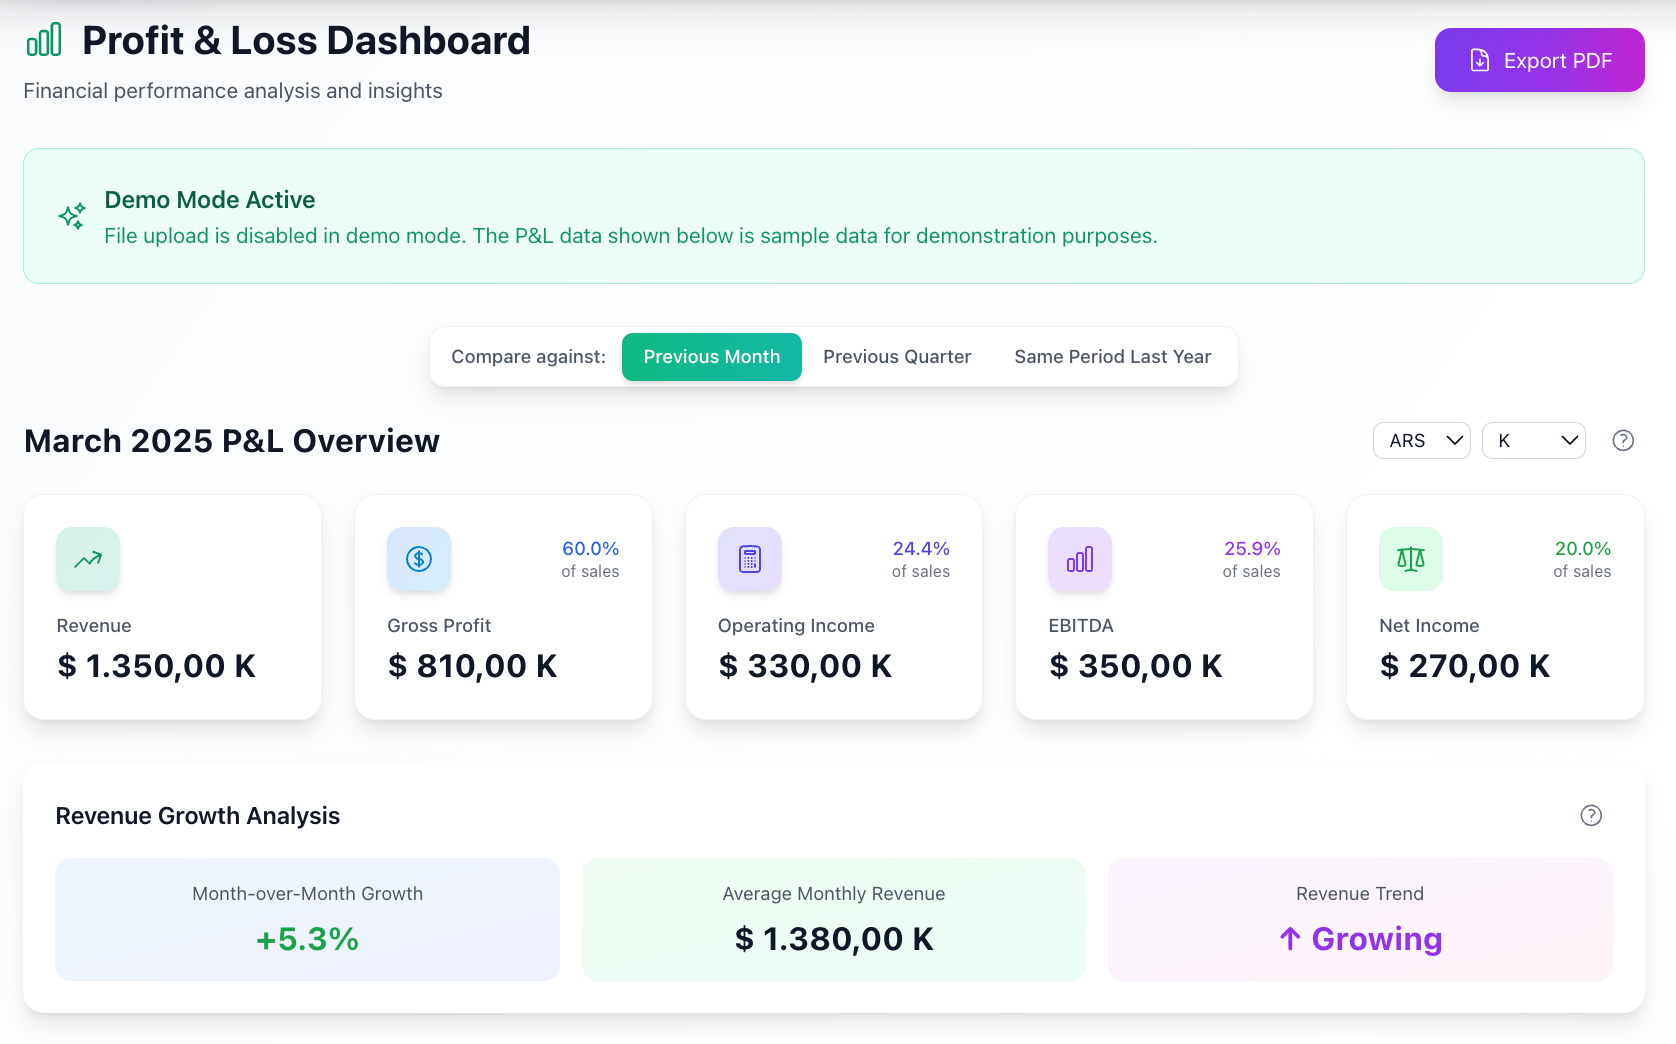 Profit & Loss Dashboard
Financial performance analysis and insights
Export PDF
Demo Mode Active
File upload is disabled in demo mode. The P&L data shown below is sample data for demonstration purposes.
Compare against: Previous Month Previous Quarter Same Period Last Year
March 2025 P&L Overview
ARS K ?
Revenue
$ 1.350,00 K
60.0%
of sales
Gross Profit
$ 810,00 K
24.4%
of sales
Operating Income
$ 330,00 K
25.9%
of sales
EBITDA
$ 350,00 K
20.0%
of sales
Net Income
$ 270,00 K
Revenue Growth Analysis
?
Month-over-Month Growth
+5.3%
Average Monthly Revenue
$ 1.380,00 K
Revenue Trend
↑ Growing